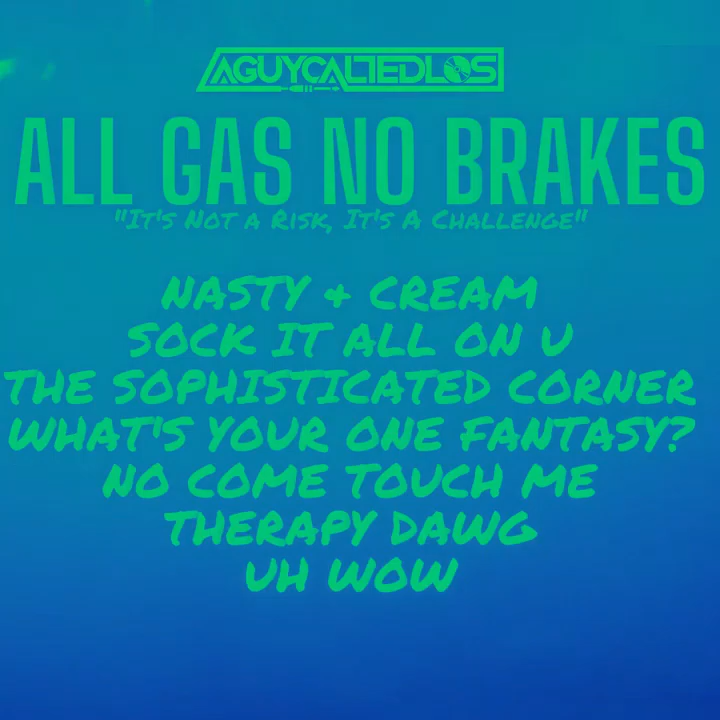 AGUYCALLEDLOS
ALL GAS NO BRAKES
"It's Not a Risk, It's A Challenge"
NASTY & CREAM
SOCK IT ALL ON U
THE SOPHISTICATED CORNER
WHAT'S YOUR ONE FANTASY?
NO COME TOUCH ME
THERAPY DAWG
UH WOW